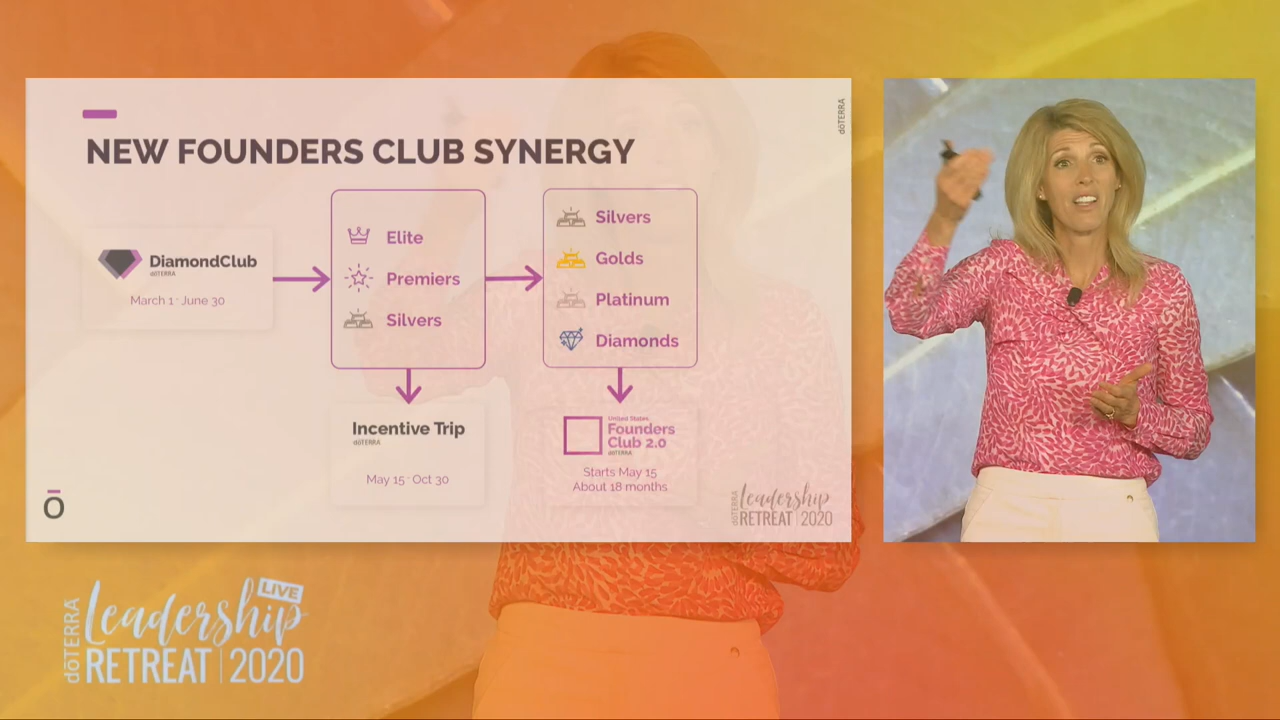 dōTERRA
NEW FOUNDERS CLUB SYNERGY
DiamondClub
dōTERRA
March 1 - June 30
Elite
Premiers
Silvers
Silvers
Golds
Platinum
Diamonds
Incentive Trip
dōTERRA
May 15 - Oct 30
United States
Founders
Club 2.0
dōTERRA
Starts May 15
About 18 months
Ō
dōTERRA
Leadership
RETREAT | 2020
dōTERRA
Leadership
LIVE
RETREAT | 2020